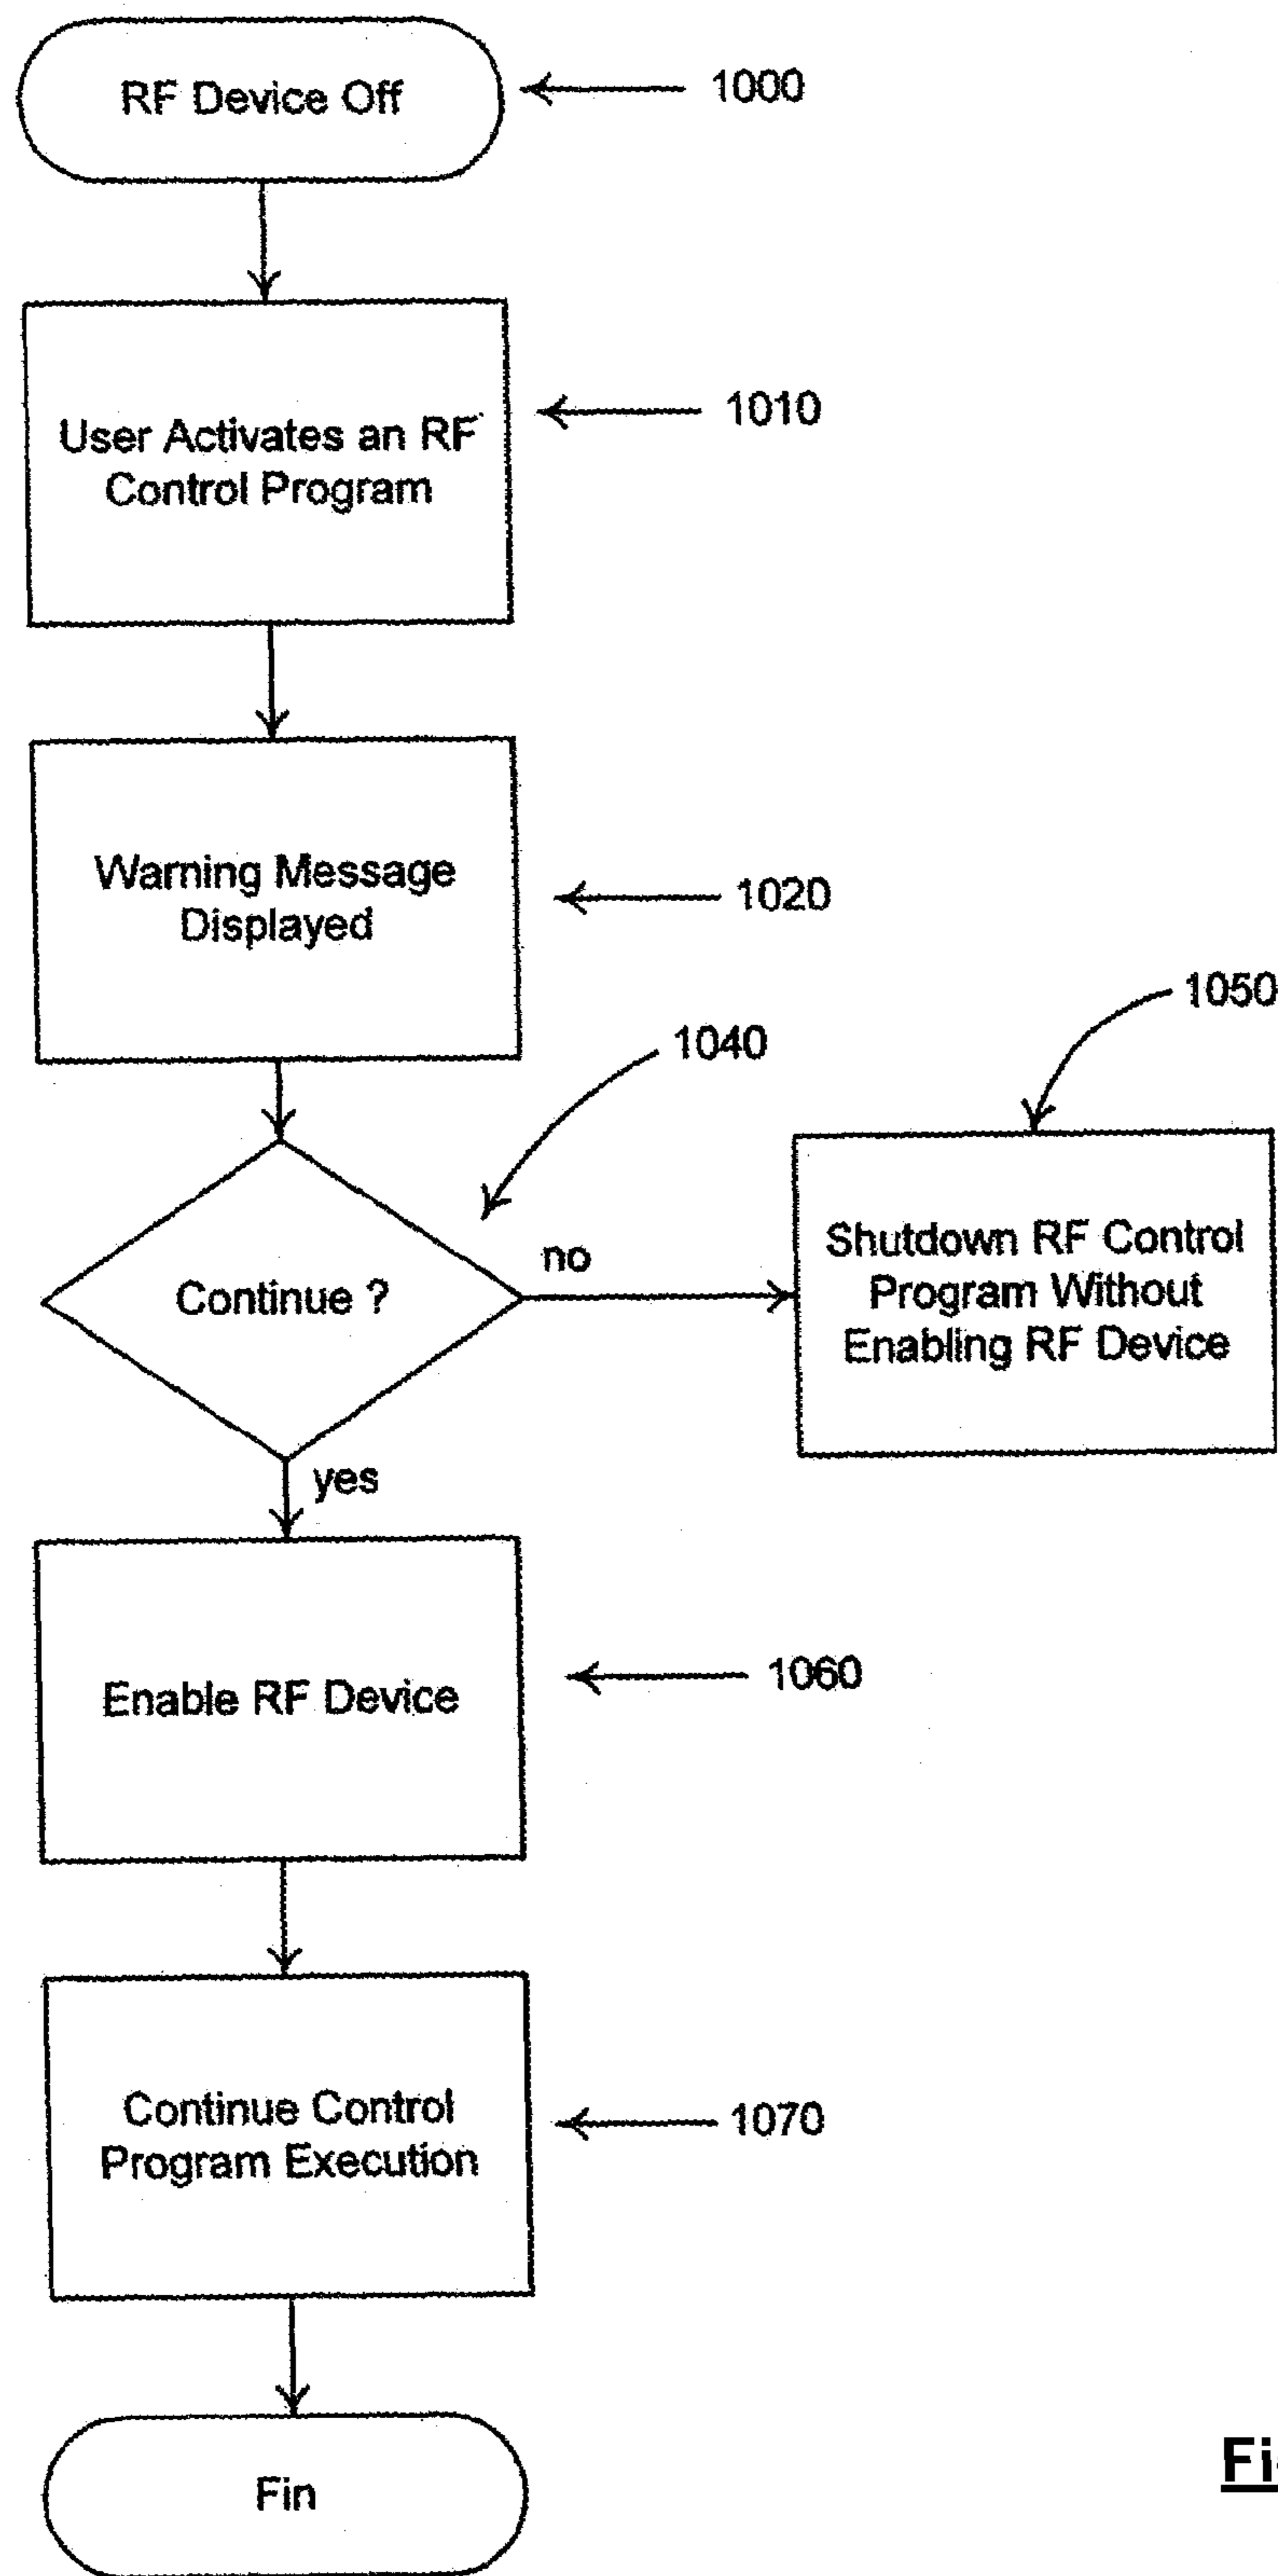 RF Device Off
1000
User Activates an RF
Control Program
1010
Warning Message
Displayed
1020
1040
1050
Continue ?
no
yes
Shutdown RF Control
Program Without
Enabling RF Device
Enable RF Device
1060
Continue Control
Program Execution
1070
Fin